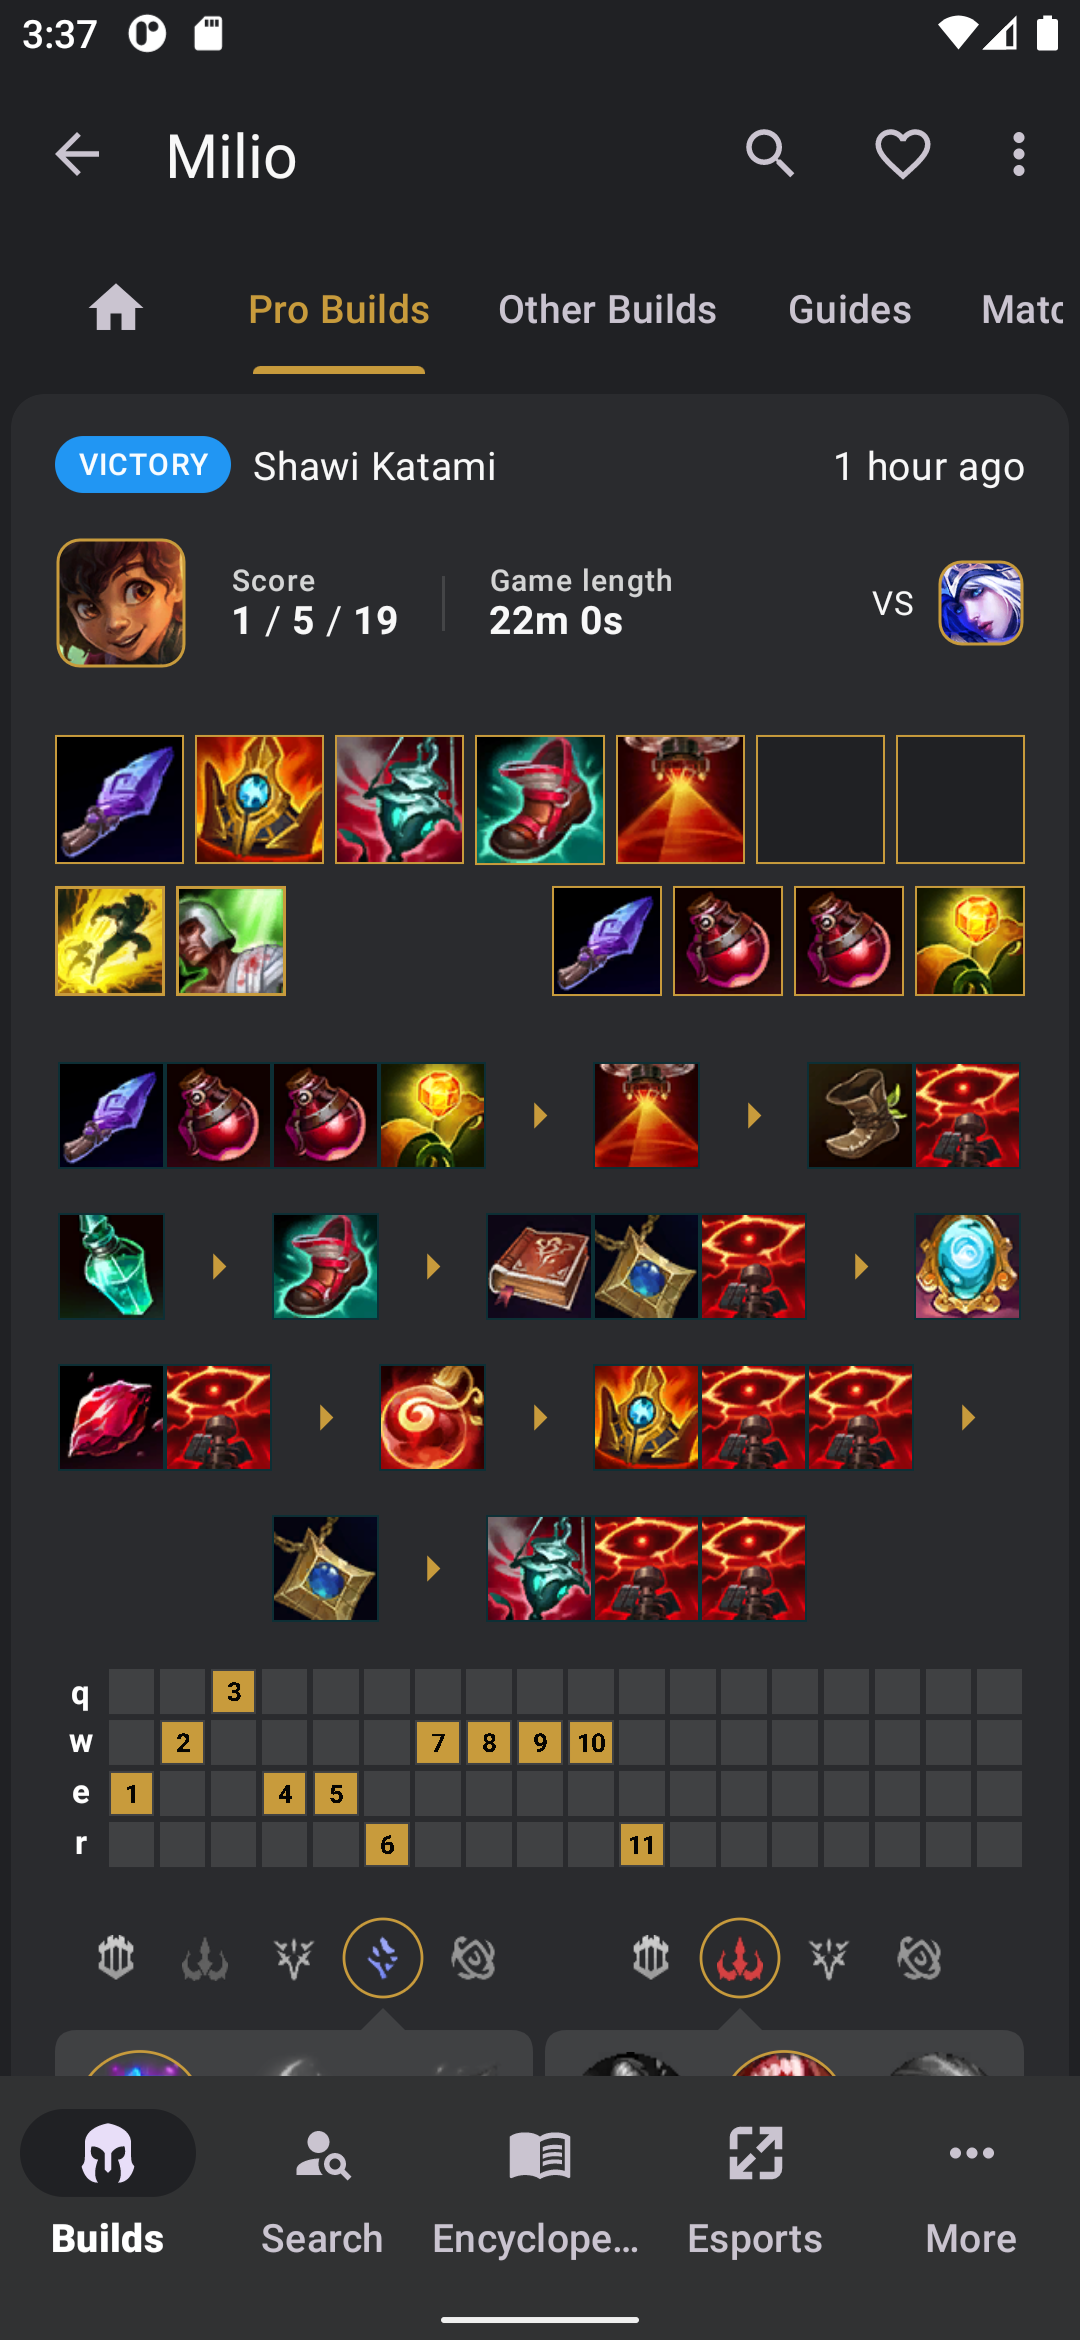 3:37
Milio
Pro Builds Other Builds Guides Matc
VICTORY Shawi Katami 1 hour ago
Score Game length
1 / 5 / 19 22m 0s VS
q 3
w 2 7 8 9 10
e 1 4 5
r 6 11
Builds Search Encyclope... Esports More